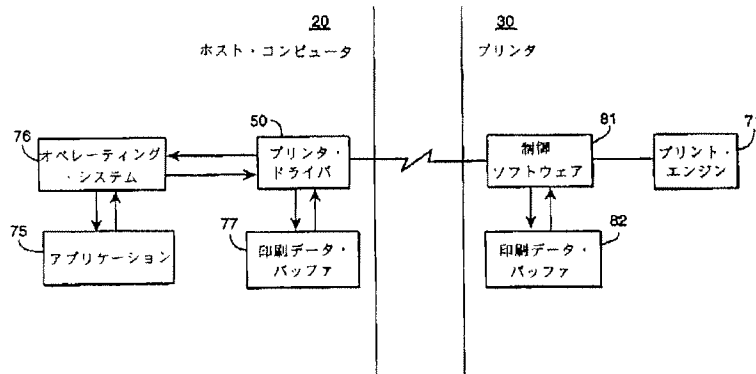 20
ホスト・コンピュータ
30
プリンタ
76
オペレーティング
・システム
50
プリンタ・
ドライバ
81
制御
ソフトウェア
プリント・
エンジン
75
アプリケーション
77
印刷データ・
バッファ
82
印刷データ・
バッファ